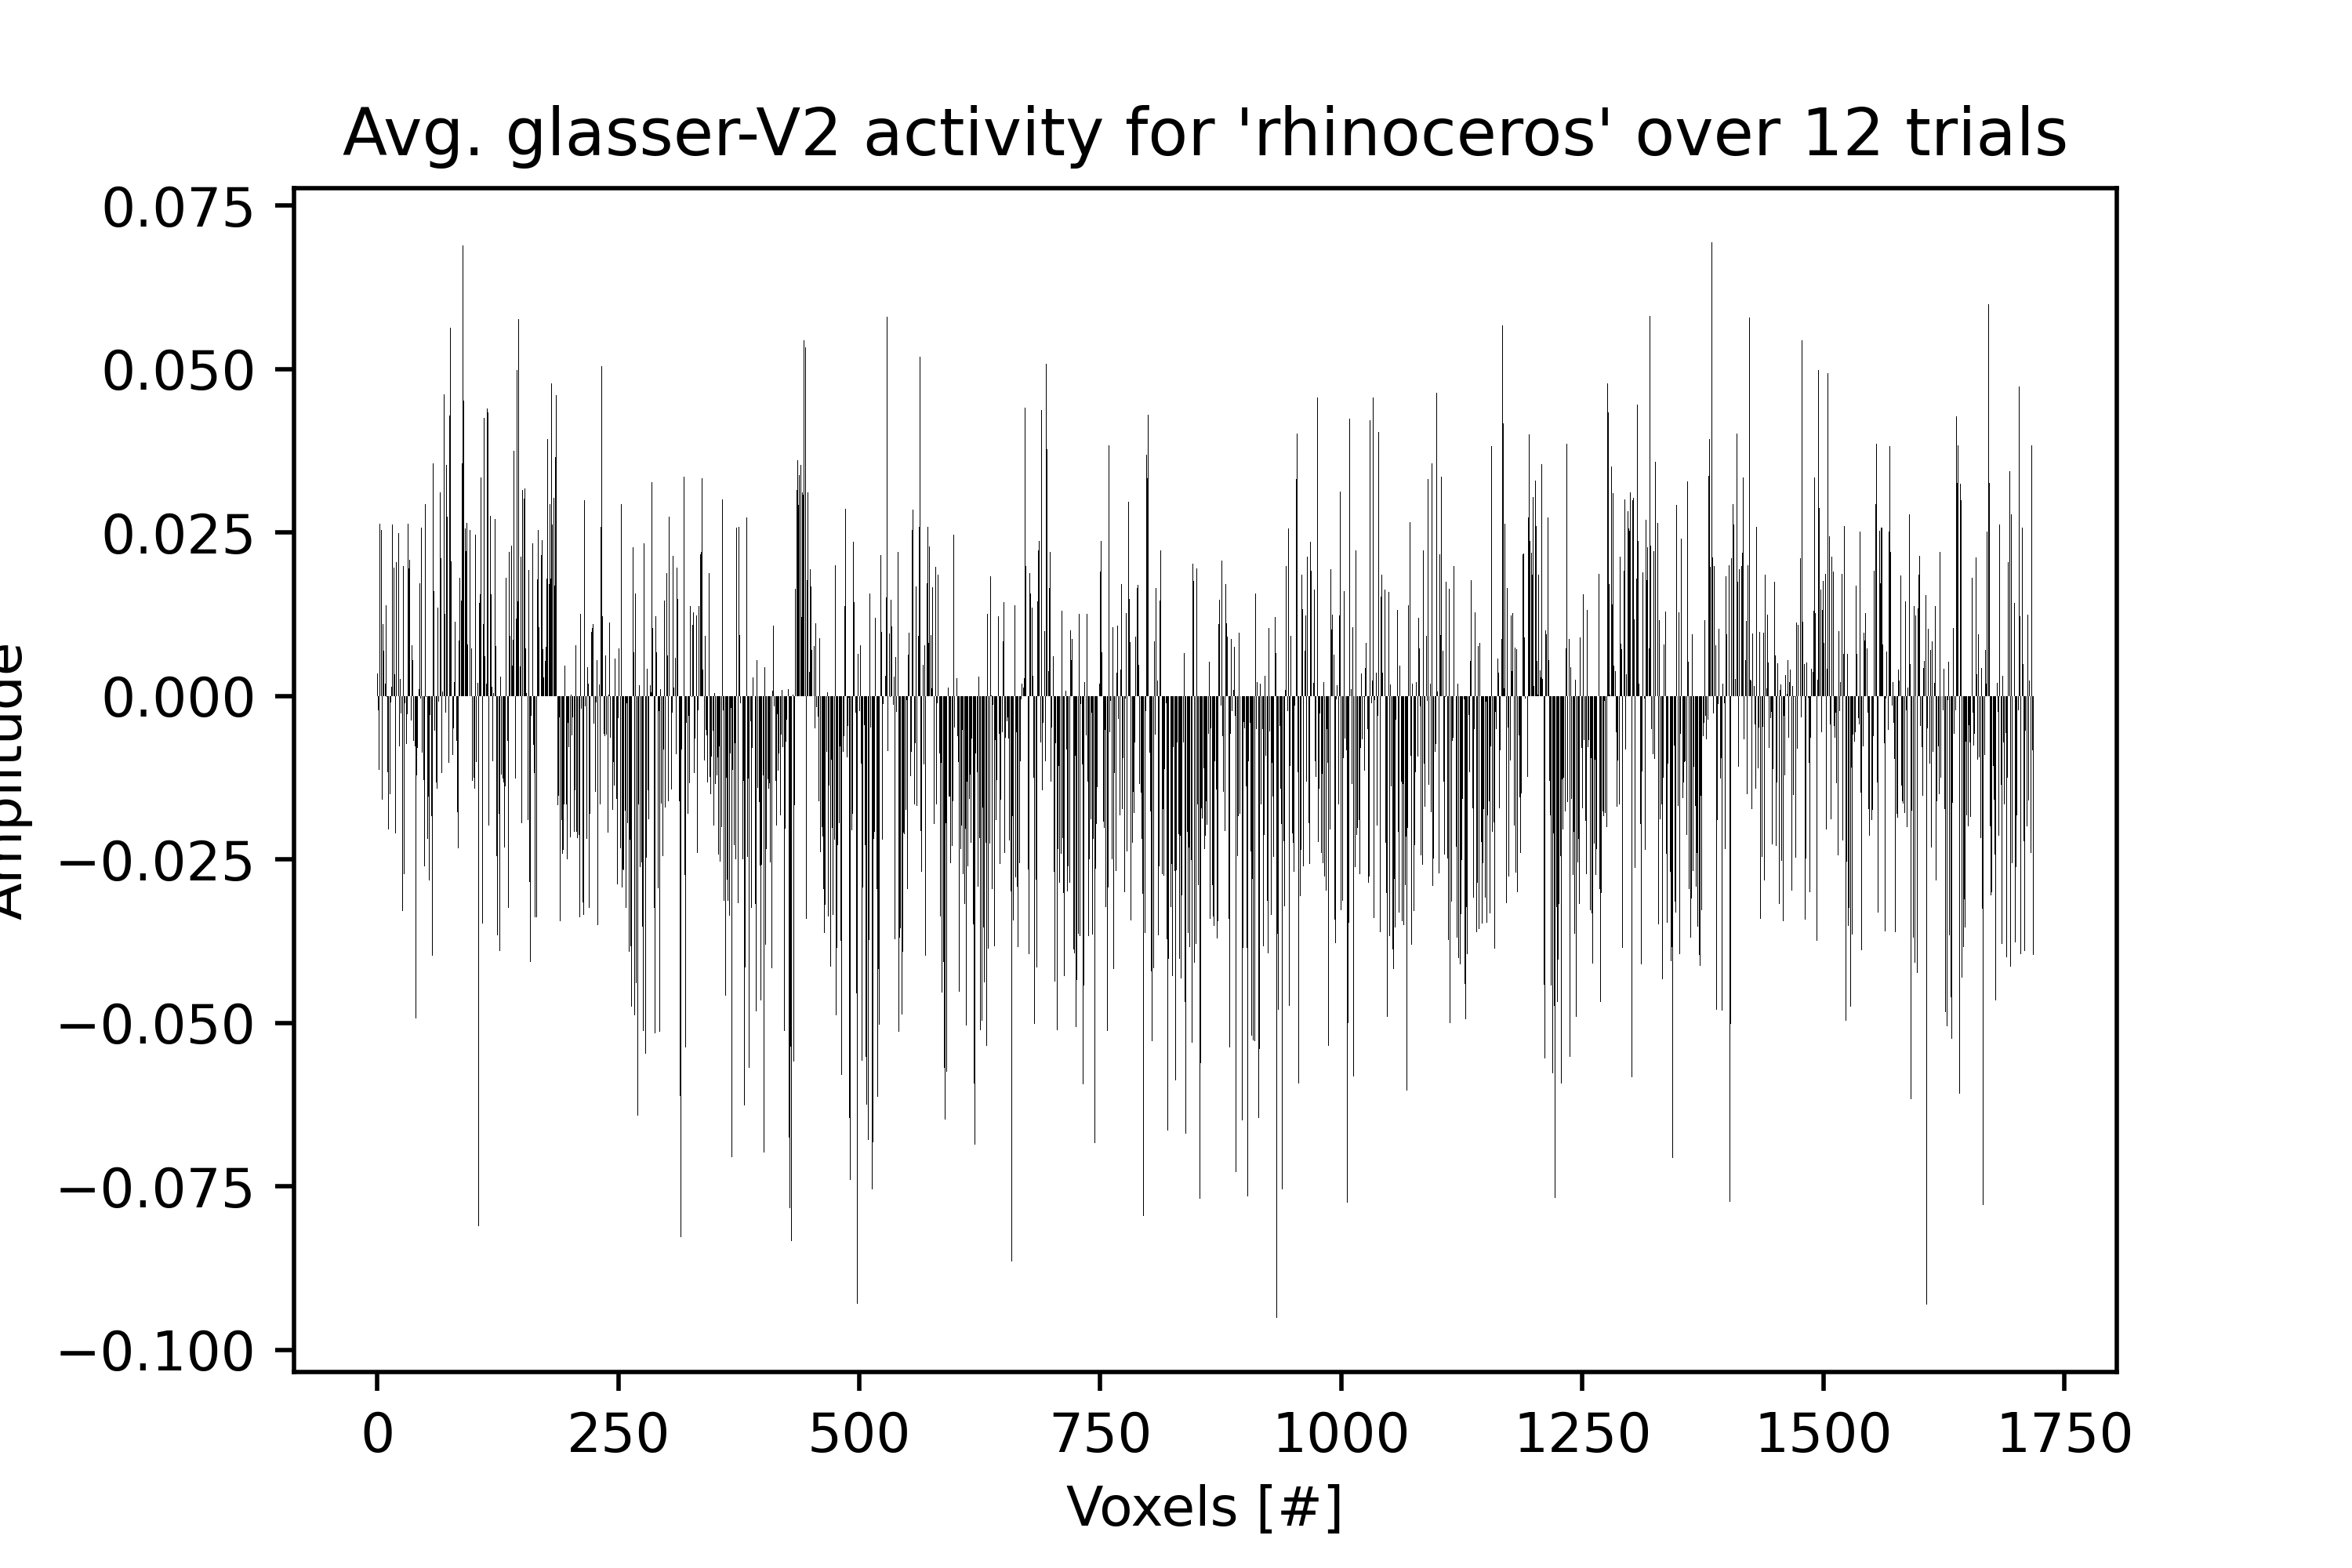 Avg. glasser-V2 activity for 'rhinoceros' over 12 trials
0.075
0.050
0.025
0.000
−0.025
−0.050
−0.075
−0.100
Amplitude
0 250 500 750 1000 1250 1500 1750
Voxels [#]